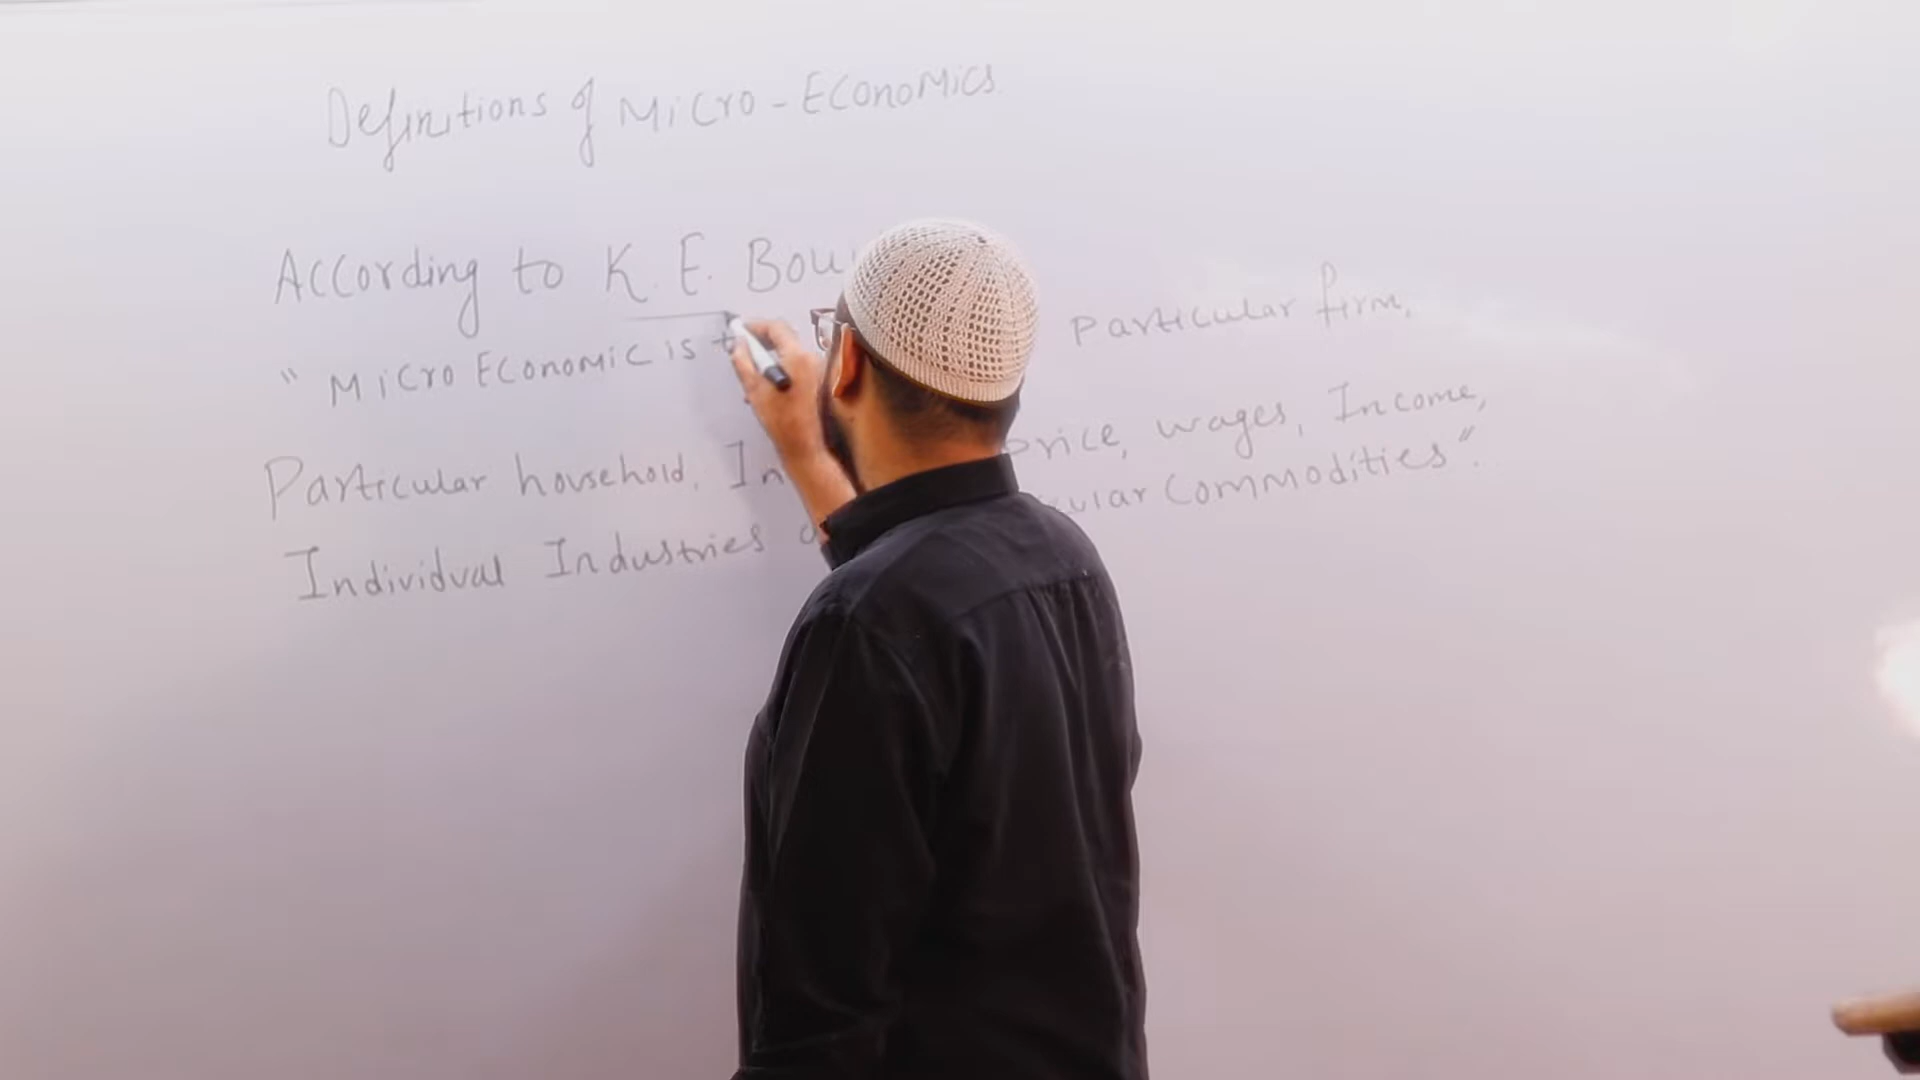 Definitions of Micro-Economics
According to K. E. Bou
" Micro Economic is t Particular firm,
Particular household, In Price, wages, Income,
Individual Industries cular Commodities".